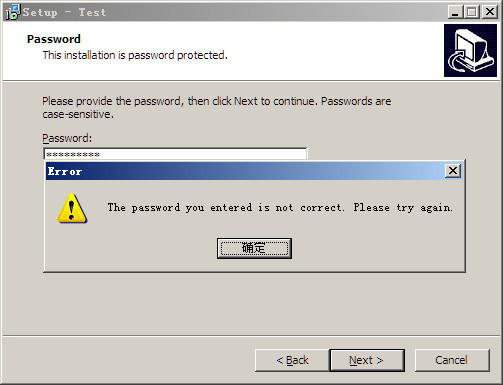 Setup - Test
Password
This installation is password protected.
Please provide the password, then click Next to continue. Passwords are
case-sensitive.
Password:
*********
Error
The password you entered is not correct. Please try again.
确定
< Back
Next >
Cancel